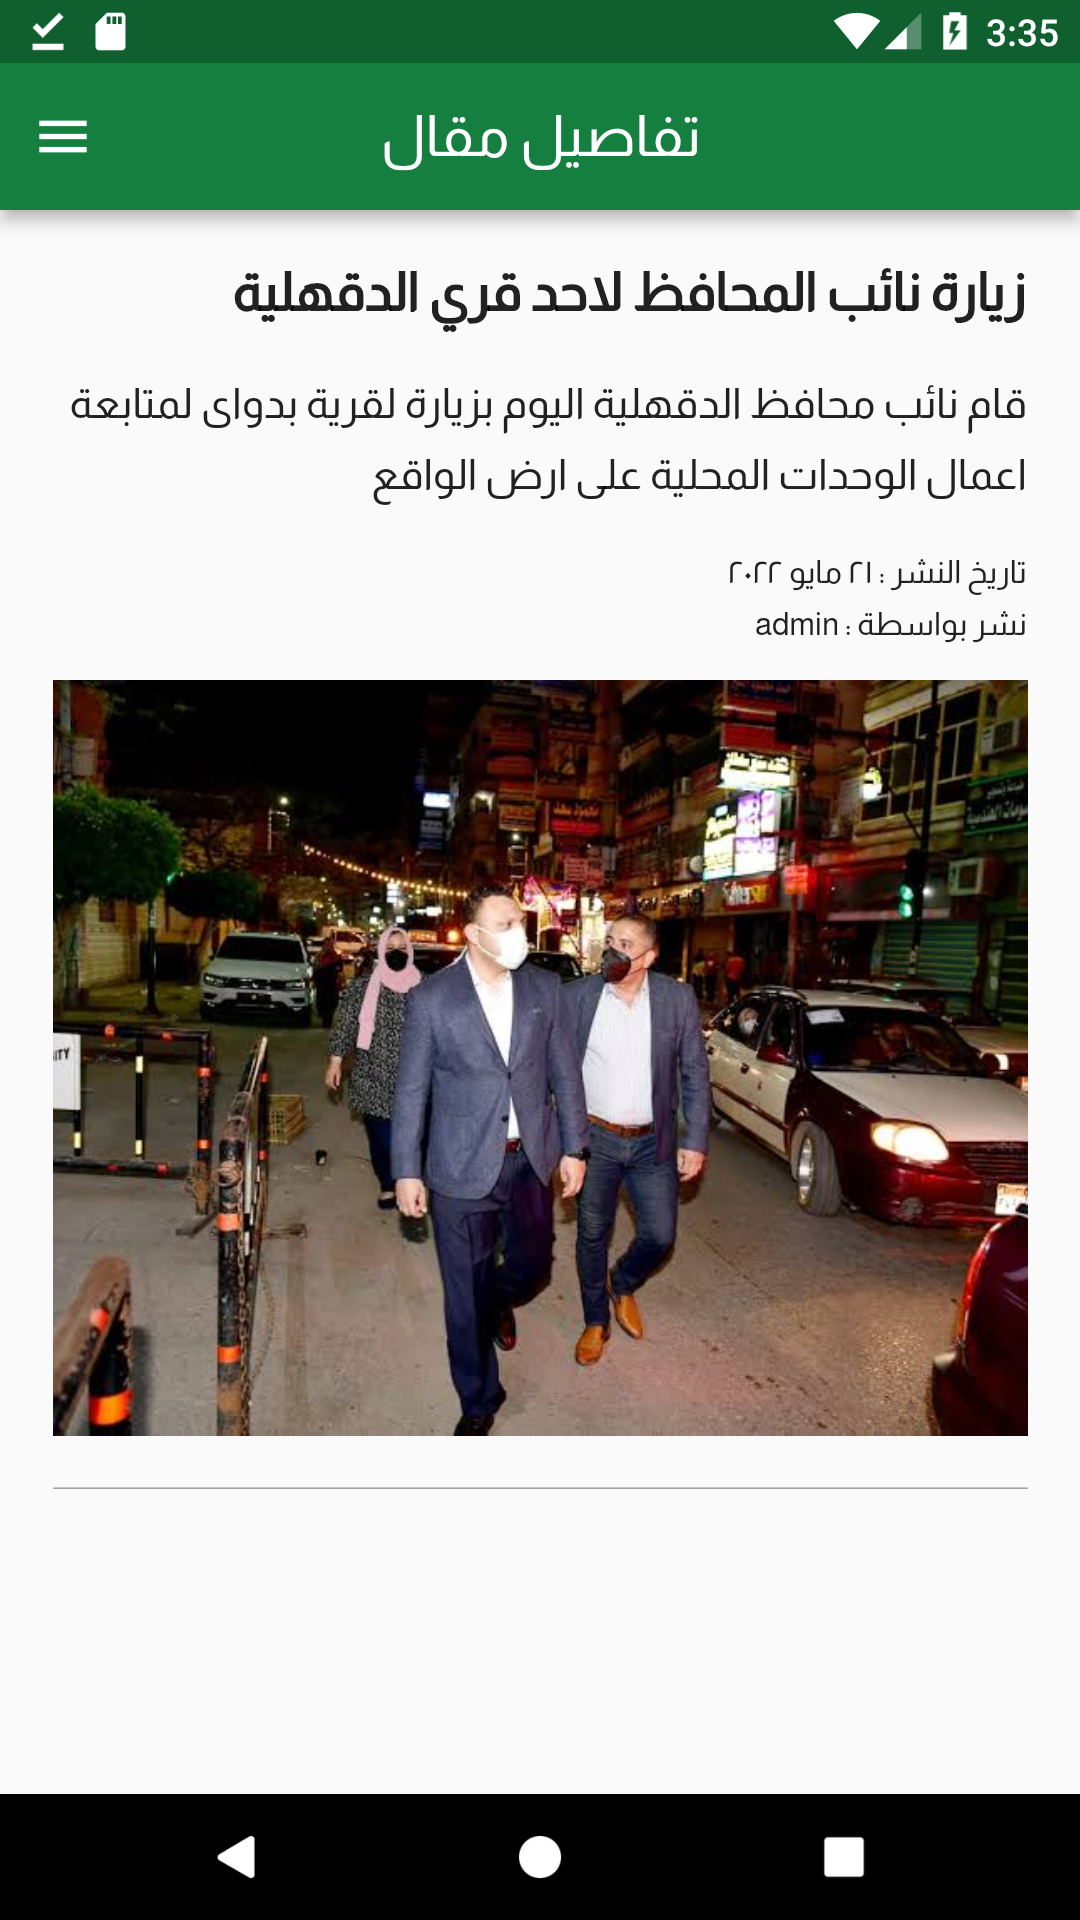 3:35
تفاصيل مقال
زيارة نائب المحافظ لاحد قري الدقهلية
قام نائب محافظ الدقهلية اليوم بزيارة لقرية بدواى لمتابعة
اعمال الوحدات المحلية على ارض الواقع
تاريخ النشر : ٢١ مايو ٢٠٢٢
نشر بواسطة : admin
ITY